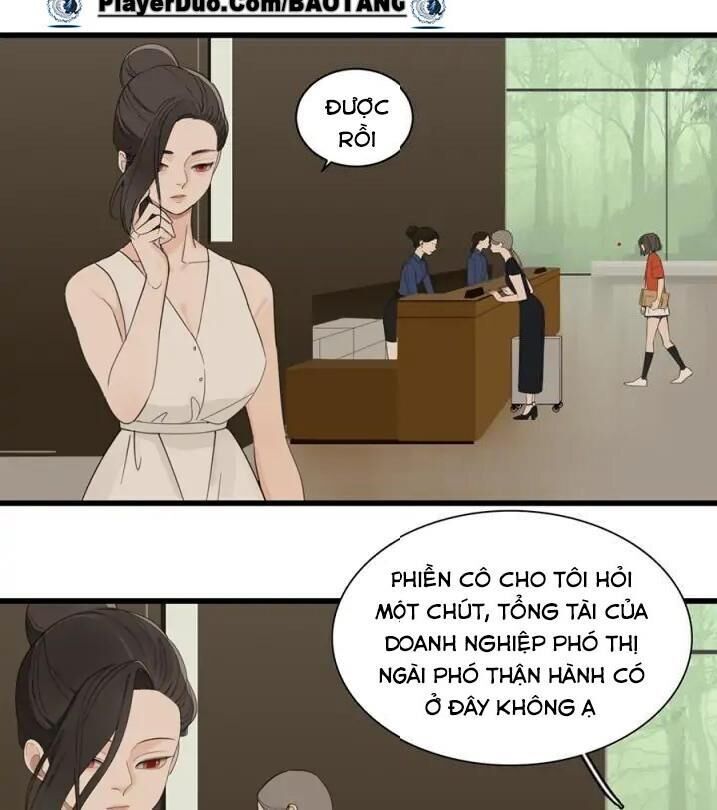 PlayerDuo.Com/BAOTANG
ĐƯỢC
RỒI
PHIỀN CÔ CHO TÔI HỎI
MỘT CHÚT, TỔNG TÀI CỦA
DOANH NGHIỆP PHÓ THỊ
NGÀI PHÓ THẬN HÀNH CÓ
Ở ĐÂY KHÔNG Ạ